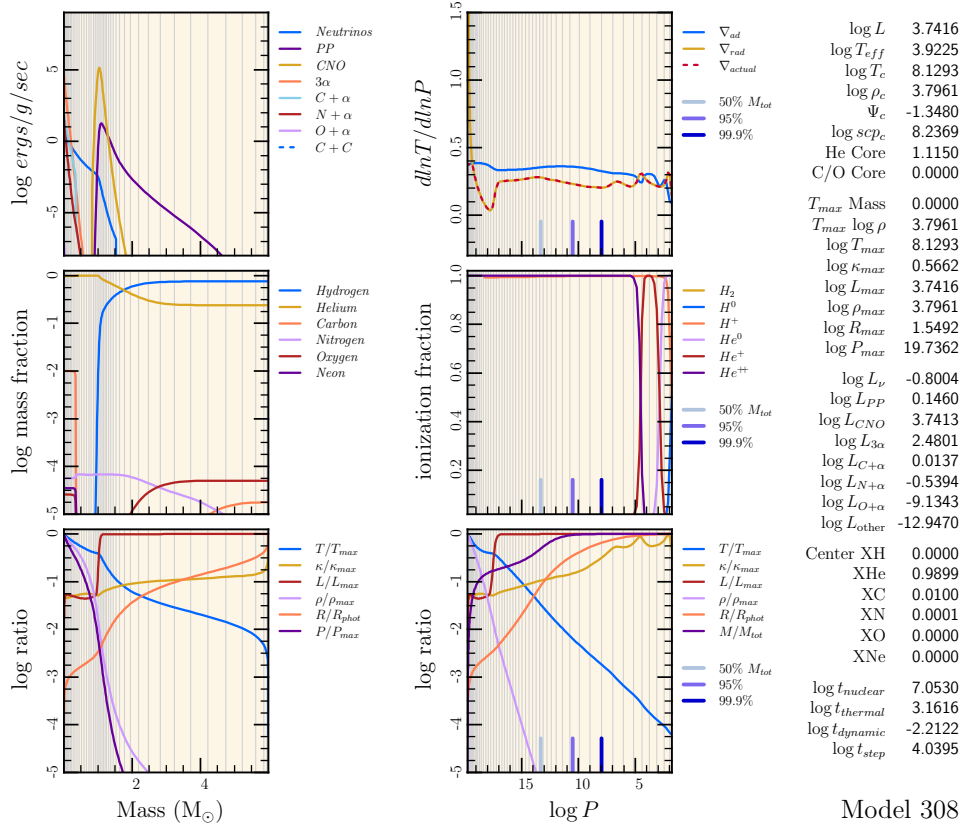 log ergs/g/sec
5
0
-5
Neutrinos
PP
CNO
3α
C + α
N + α
O + α
C + C
dlnT/dlnP
1.5
1.0
0.5
0.0
∇ad
∇rad
∇actual
50% Mtot
95%
99.9%
log L 3.7416
log Teff 3.9225
log Tc 8.1293
log ρc 3.7961
Ψc -1.3480
log scpc 8.2369
He Core 1.1150
C/O Core 0.0000
Tmax Mass 0.0000
Tmax log ρ 3.7961
log Tmax 8.1293
log κmax 0.5662
log Lmax 3.7416
log ρmax 3.7961
log Rmax 1.5492
log Pmax 19.7362
log Lν -0.8004
log LPP 0.1460
log LCNO 3.7413
log L3α 2.4801
log LC+α 0.0137
log LN+α -0.5394
log LO+α -9.1343
log Lother -12.9470
Center XH 0.0000
XHe 0.9899
XC 0.0100
XN 0.0001
XO 0.0000
XNe 0.0000
log tnuclear 7.0530
log tthermal 3.1616
log tdynamic -2.2122
log tstep 4.0395
log mass fraction
0
-1
-2
-3
-4
-5
Hydrogen
Helium
Carbon
Nitrogen
Oxygen
Neon
ionization fraction
1.0
0.8
0.6
0.4
0.2
H2
H0
H+
He0
He+
He++
50% Mtot
95%
99.9%
log ratio
0
-1
-2
-3
-4
-5
T/Tmax
κ/κmax
L/Lmax
ρ/ρmax
R/Rphot
P/Pmax
2 4
Mass (M☉)
log ratio
0
-1
-2
-3
-4
-5
T/Tmax
κ/κmax
L/Lmax
ρ/ρmax
R/Rphot
M/Mtot
50% Mtot
95%
99.9%
15 10 5
log P
Model 308